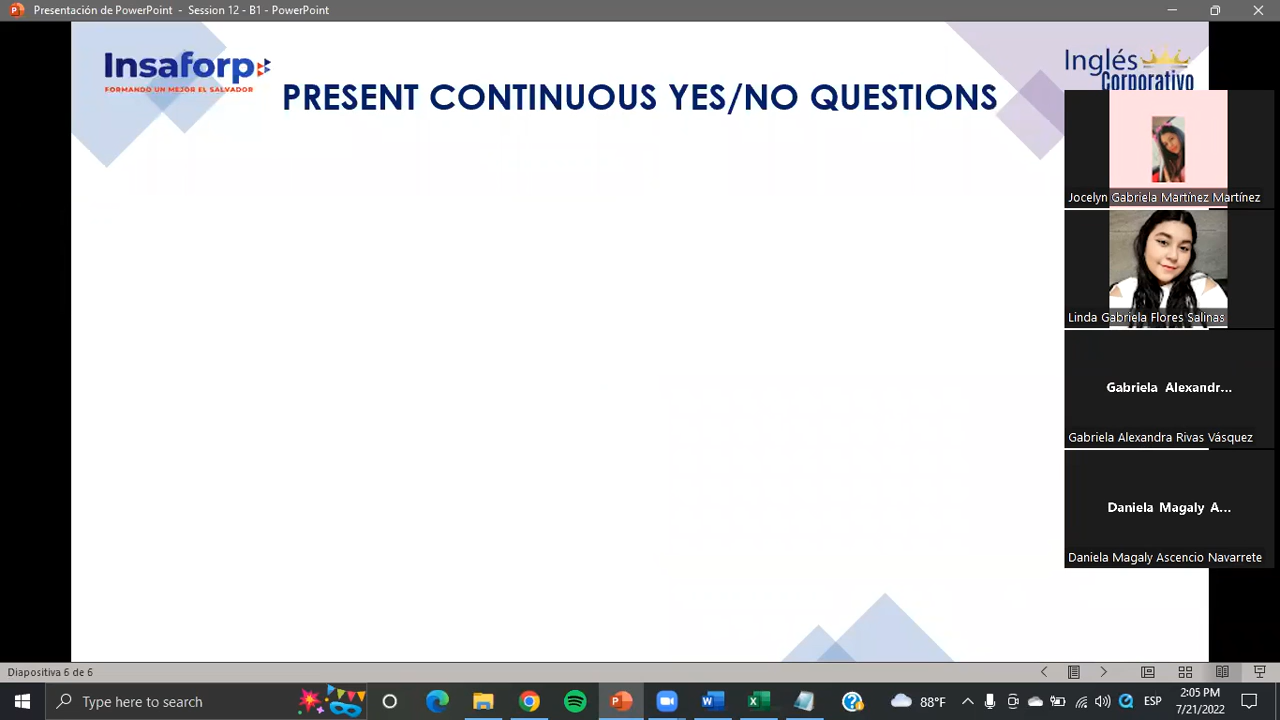 Presentación de PowerPoint - Session 12 - B1 - PowerPoint
Insaforp
FORMANDO UN MEJOR EL SALVADOR
PRESENT CONTINUOUS YES/NO QUESTIONS
Inglés
Corporativo
Jocelyn Gabriela Martínez Martínez
Linda Gabriela Flores Salinas
Gabriela Alexandr...
Gabriela Alexandra Rivas Vásquez
Daniela Magaly A...
Daniela Magaly Ascencio Navarrete
Diapositiva 6 de 6
Type here to search
88°F
ESP
2:05 PM
7/21/2022